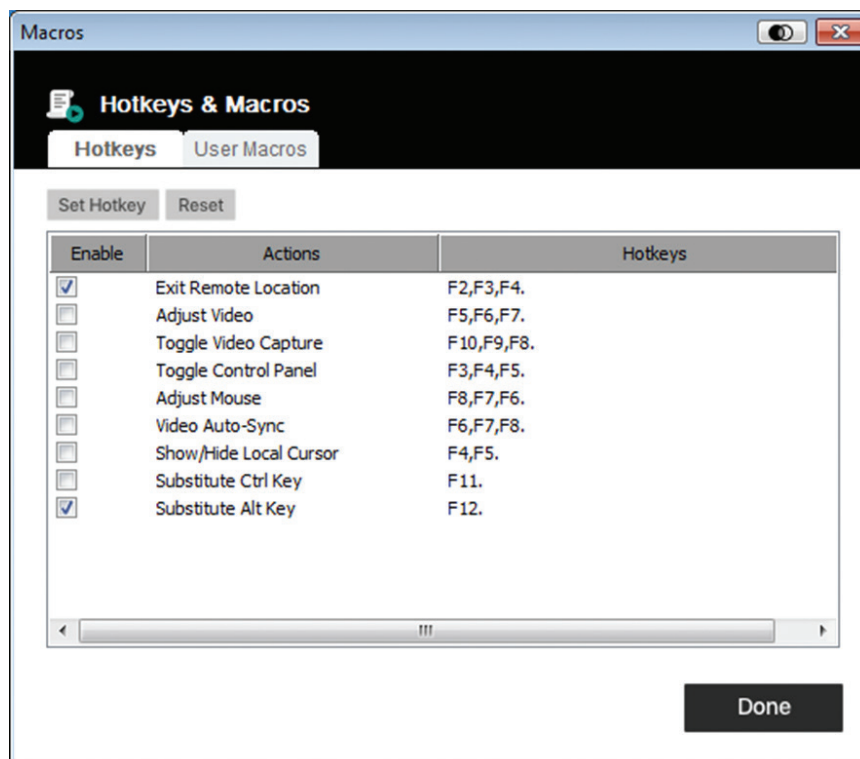 Macros
Hotkeys & Macros
Hotkeys User Macros
Set Hotkey Reset
Enable Actions Hotkeys
Exit Remote Location F2,F3,F4.
Adjust Video F5,F6,F7.
Toggle Video Capture F10,F9,F8.
Toggle Control Panel F3,F4,F5.
Adjust Mouse F8,F7,F6.
Video Auto-Sync F6,F7,F8.
Show/Hide Local Cursor F4,F5.
Substitute Ctrl Key F11.
Substitute Alt Key F12.
Done